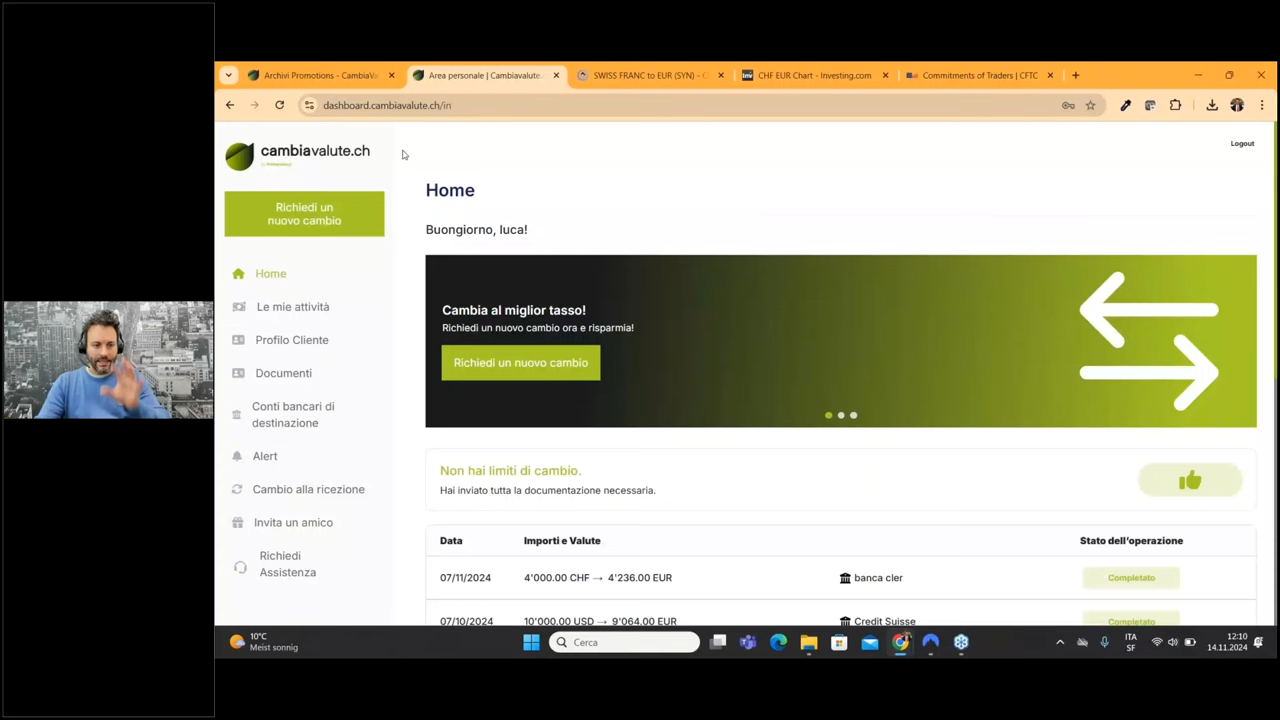 Archivi Promotions - CambiaV
Area personale | Cambiavalute.
SWISS FRANC to EUR (SYN) - C
Inv CHF EUR Chart - Investing.com
Commitments of Traders | CFTC
dashboard.cambiavalute.ch/in
cambiavalute.ch
Logout
Richiedi un
nuovo cambio
Home
Le mie attività
Profilo Cliente
Documenti
Conti bancari di
destinazione
Alert
Cambio alla ricezione
Invita un amico
Richiedi
Assistenza
Home
Buongiorno, luca!
Cambia al miglior tasso!
Richiedi un nuovo cambio ora e risparmia!
Richiedi un nuovo cambio
Non hai limiti di cambio.
Hai inviato tutta la documentazione necessaria.
Data Importi e Valute Stato dell'operazione
07/11/2024 4'000.00 CHF → 4'236.00 EUR banca cler Completato
07/10/2024 10'000.00 USD → 9'064.00 EUR Credit Suisse Completato
10°C
Meist sonnig
Cerca
ITA
SF
12:10
14.11.2024